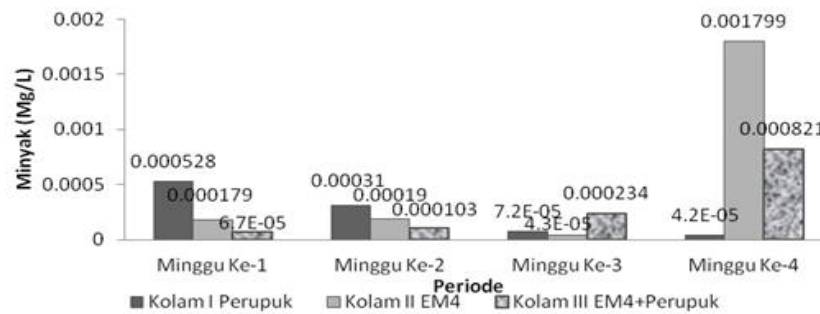 Minyak (Mg/L)
0.002
0.0015
0.001
0.0005
0
0.000528
0.000179
6.7E-05
0.00031
0.00019
0.000103
7.2E-05
4.3E-05
0.000234
4.2E-05
0.001799
0.000821
Minggu Ke-1
Minggu Ke-2
Minggu Ke-3
Minggu Ke-4
Periode
Kolam I Perupuk
Kolam II EM4
Kolam III EM4+Perupuk